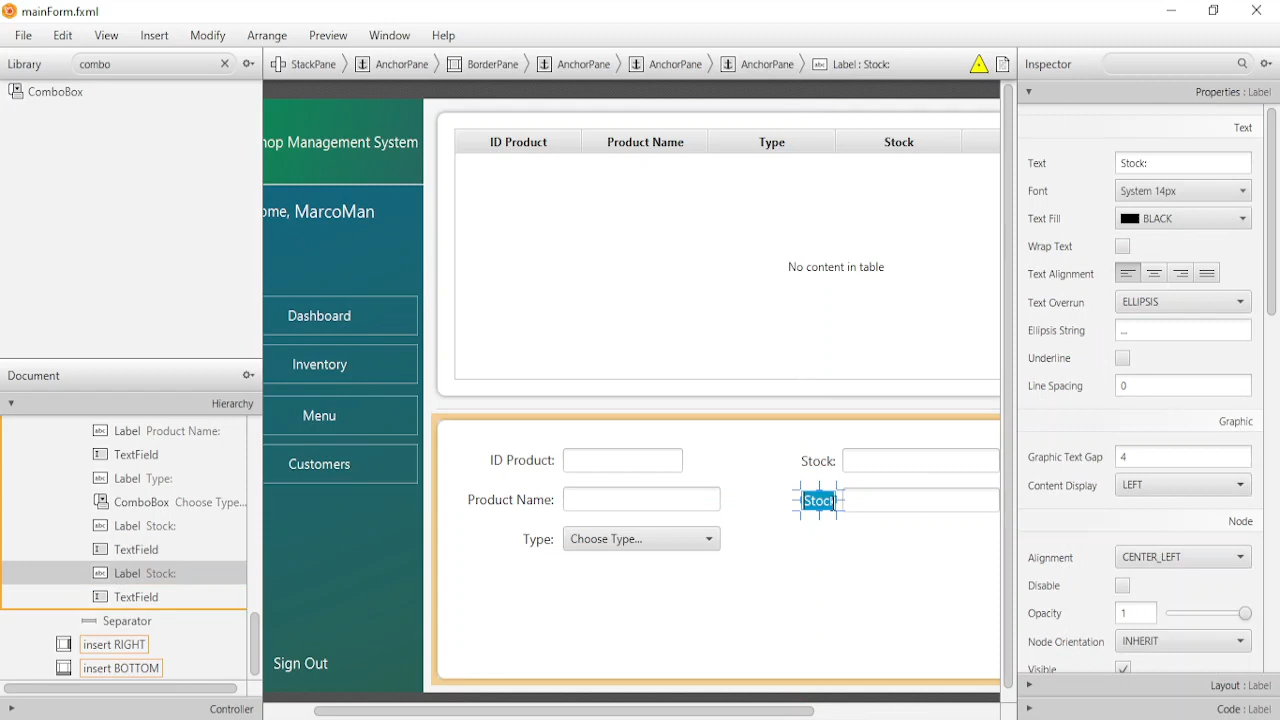 mainForm.fxml
File Edit View Insert Modify Arrange Preview Window Help
Library combo
StackPane AnchorPane BorderPane AnchorPane AnchorPane AnchorPane Label : Stock:
Inspector
ComboBox
Properties : Label
Text
Text Stock:
Font System 14px
Text Fill BLACK
Wrap Text
Text Alignment
Text Overrun ELLIPSIS
Ellipsis String ...
Underline
Line Spacing 0
Graphic
Graphic Text Gap 4
Content Display LEFT
Node
Alignment CENTER_LEFT
Disable
Opacity 1
Node Orientation INHERIT
Visible
Layout : Label
Code : Label
Management System
MarcoMan
Dashboard
Inventory
Menu
Customers
Sign Out
ID Product Product Name Type Stock
No content in table
ID Product: Stock:
Product Name: Stock
Type: Choose Type...
Document
Hierarchy
Label Product Name:
TextField
Label Type:
ComboBox Choose Type...
Label Stock:
TextField
Label Stock:
TextField
Separator
insert RIGHT
insert BOTTOM
Controller